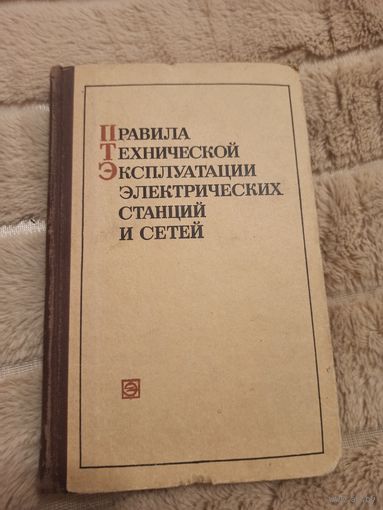 ПРАВИЛА
ТЕХНИЧЕСКОЙ
ЭКСПЛУАТАЦИИ
ЭЛЕКТРИЧЕСКИХ
СТАНЦИЙ
И СЕТЕЙ